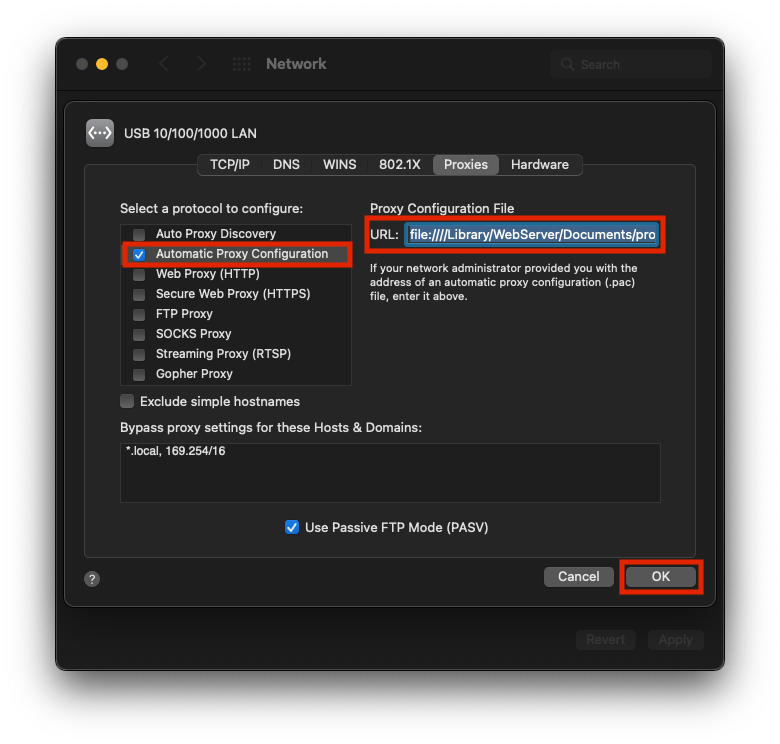 Network
Search
USB 10/100/1000 LAN
TCP/IP DNS WINS 802.1X Proxies Hardware
Select a protocol to configure:
Auto Proxy Discovery
Automatic Proxy Configuration
Web Proxy (HTTP)
Secure Web Proxy (HTTPS)
FTP Proxy
SOCKS Proxy
Streaming Proxy (RTSP)
Gopher Proxy
Proxy Configuration File
URL: file:////Library/WebServer/Documents/pro
If your network administrator provided you with the
address of an automatic proxy configuration (.pac)
file, enter it above.
Exclude simple hostnames
Bypass proxy settings for these Hosts & Domains:
*.local, 169.254/16
Use Passive FTP Mode (PASV)
? Cancel OK
Revert Apply